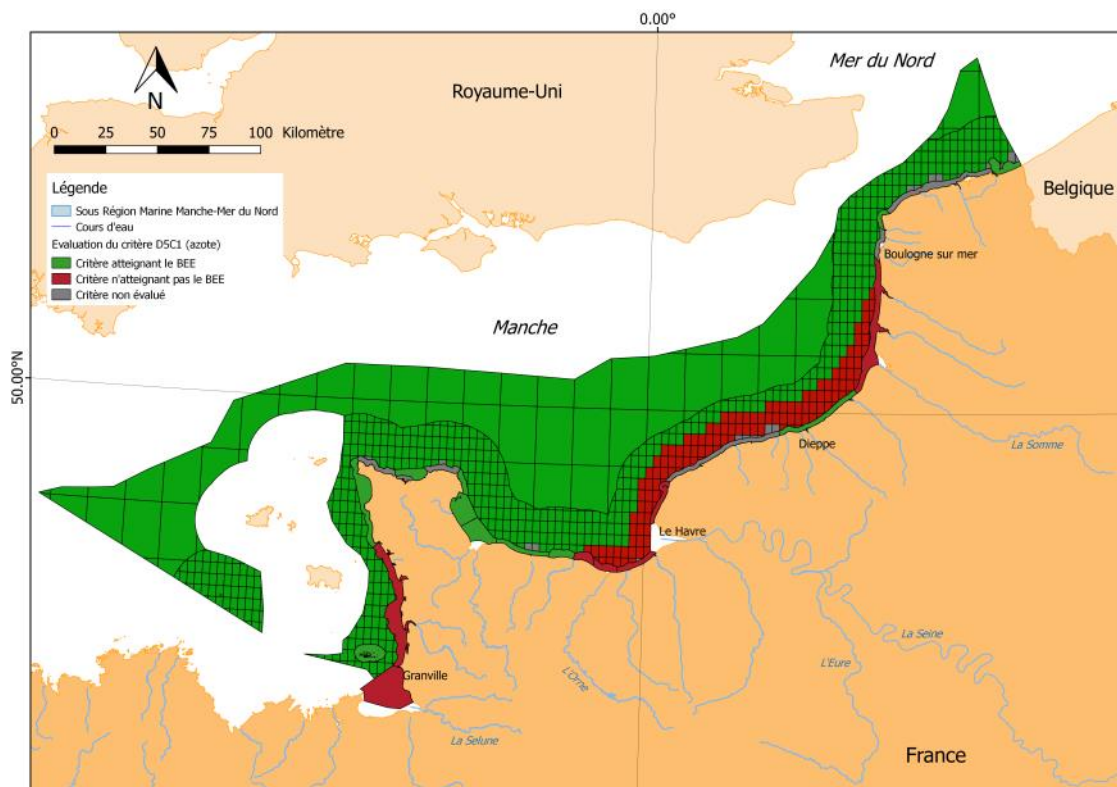 0.00°
Mer du Nord
Royaume-Uni
N
0 25 50 75 100 Kilomètre
Légende
Sous Région Marine Manche-Mer du Nord
Cours d'eau
Evaluation du critère D5C1 (azote)
Critère atteignant le BEE
Critère n'atteignant pas le BEE
Critère non évalué
Belgique
Boulogne sur mer
Manche
50.00°N
Dieppe
La Somme
Le Havre
La Seine
L'Eure
L'Orne
Granville
La Selune
France